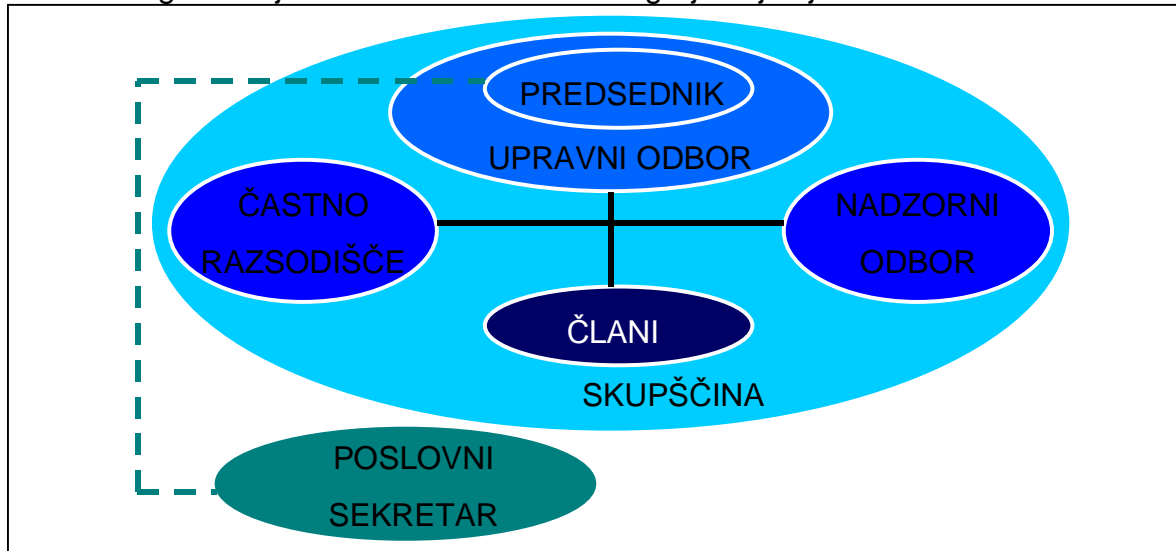 PREDSEDNIK
UPRAVNI ODBOR
ČASTNO
RAZSODIŠČE
NADZORNI
ODBOR
ČLANI
SKUPŠČINA
POSLOVNI
SEKRETAR